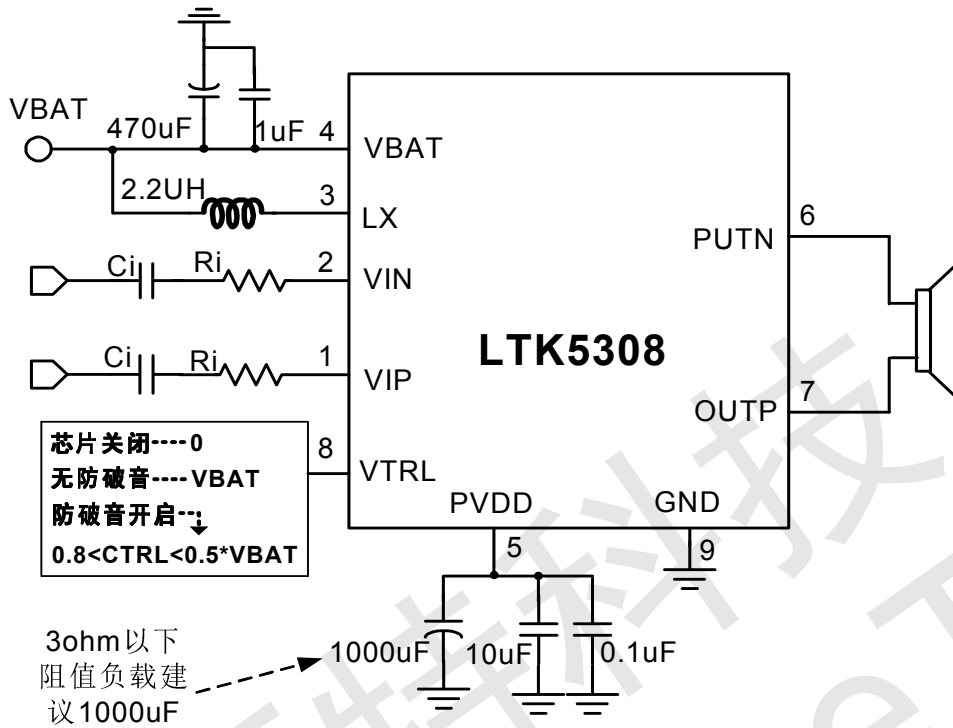 VBAT
470uF
1uF
4
VBAT
2.2UH
3
LX
Ci
Ri
2
VIN
Ci
Ri
1
VIP
8
VTRL
LTK5308
PUTN
6
OUTP
7
PVDD
5
GND
9
芯片关闭----0
无防破音----VBAT
防破音开启--
0.8<CTRL<0.5*VBAT
3ohm以下
阻值负载建
议1000uF
1000uF
10uF
0.1uF
科技